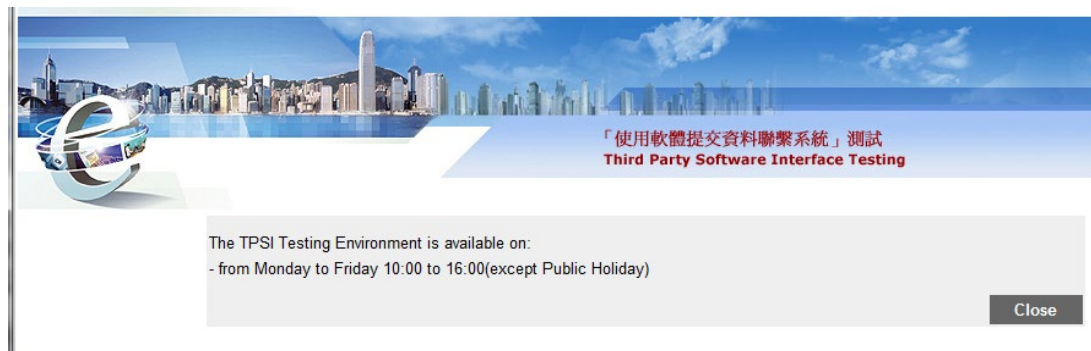 「使用軟體提交資料聯繫系統」測試
Third Party Software Interface Testing
The TPSI Testing Environment is available on:
- from Monday to Friday 10:00 to 16:00(except Public Holiday)
Close